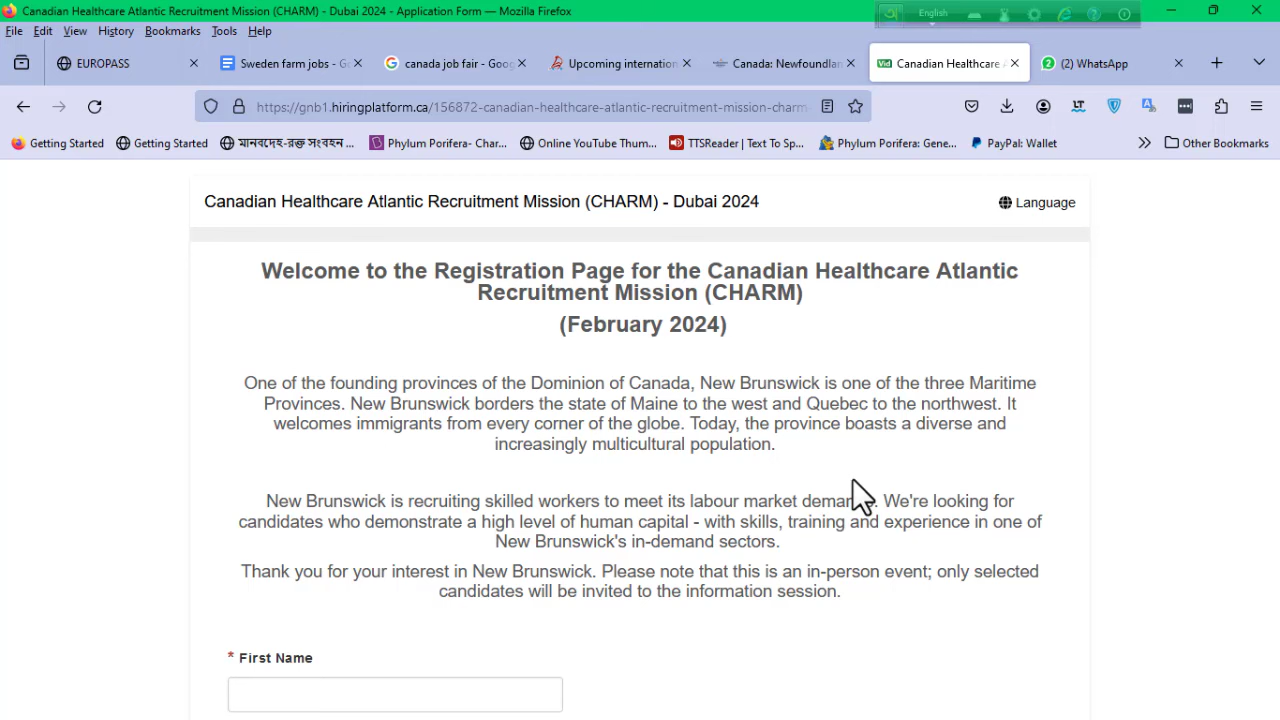 Canadian Healthcare Atlantic Recruitment Mission (CHARM) - Dubai 2024 - Application Form — Mozilla Firefox
English
File Edit View History Bookmarks Tools Help
EUROPASS
Sweden farm jobs - Go
canada job fair - Goog
Upcoming internation
Canada: Newfoundlan
Canadian Healthcare A
(2) WhatsApp
https://gnb1.hiringplatform.ca/156872-canadian-healthcare-atlantic-recruitment-mission-charm-
Getting Started
Getting Started
মানবদেহ-রক্ত সংবহন ...
Phylum Porifera- Char...
Online YouTube Thum...
TTSReader | Text To Sp...
Phylum Porifera: Gene...
PayPal: Wallet
Other Bookmarks
Canadian Healthcare Atlantic Recruitment Mission (CHARM) - Dubai 2024
Language
Welcome to the Registration Page for the Canadian Healthcare Atlantic
Recruitment Mission (CHARM)
(February 2024)
One of the founding provinces of the Dominion of Canada, New Brunswick is one of the three Maritime
Provinces. New Brunswick borders the state of Maine to the west and Quebec to the northwest. It
welcomes immigrants from every corner of the globe. Today, the province boasts a diverse and
increasingly multicultural population.
New Brunswick is recruiting skilled workers to meet its labour market deman . We're looking for
candidates who demonstrate a high level of human capital - with skills, training and experience in one of
New Brunswick's in-demand sectors.
Thank you for your interest in New Brunswick. Please note that this is an in-person event; only selected
candidates will be invited to the information session.
* First Name